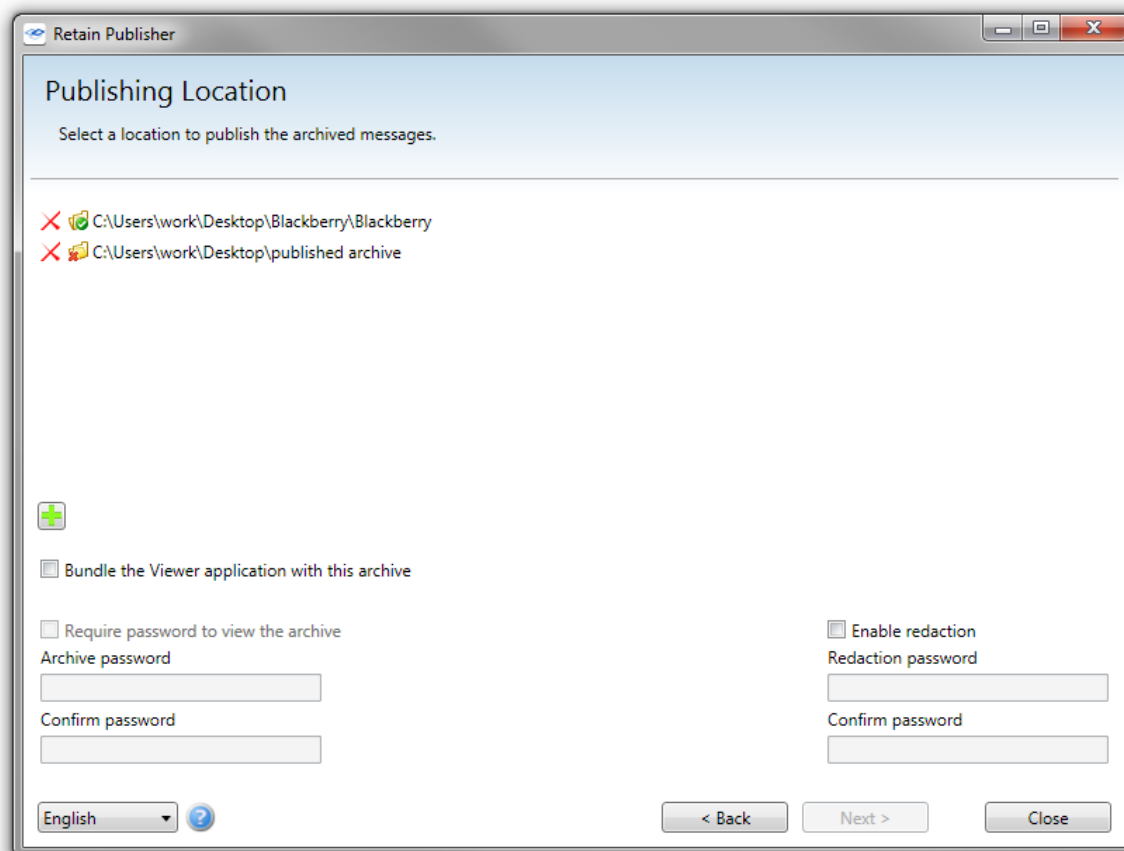 Retain Publisher
Publishing Location
Select a location to publish the archived messages.
C:\Users\work\Desktop\Blackberry\Blackberry
C:\Users\work\Desktop\published archive
Bundle the Viewer application with this archive
Require password to view the archive
Enable redaction
Archive password
Redaction password
Confirm password
Confirm password
English
?
< Back
Next >
Close